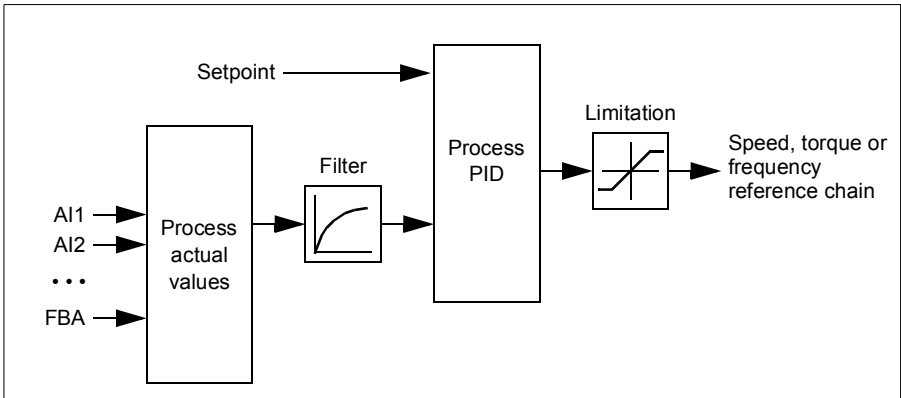 Setpoint
Limitation
Process
PID
Speed, torque or
frequency
reference chain
Filter
AI1
AI2
• • •
FBA
Process
actual
values